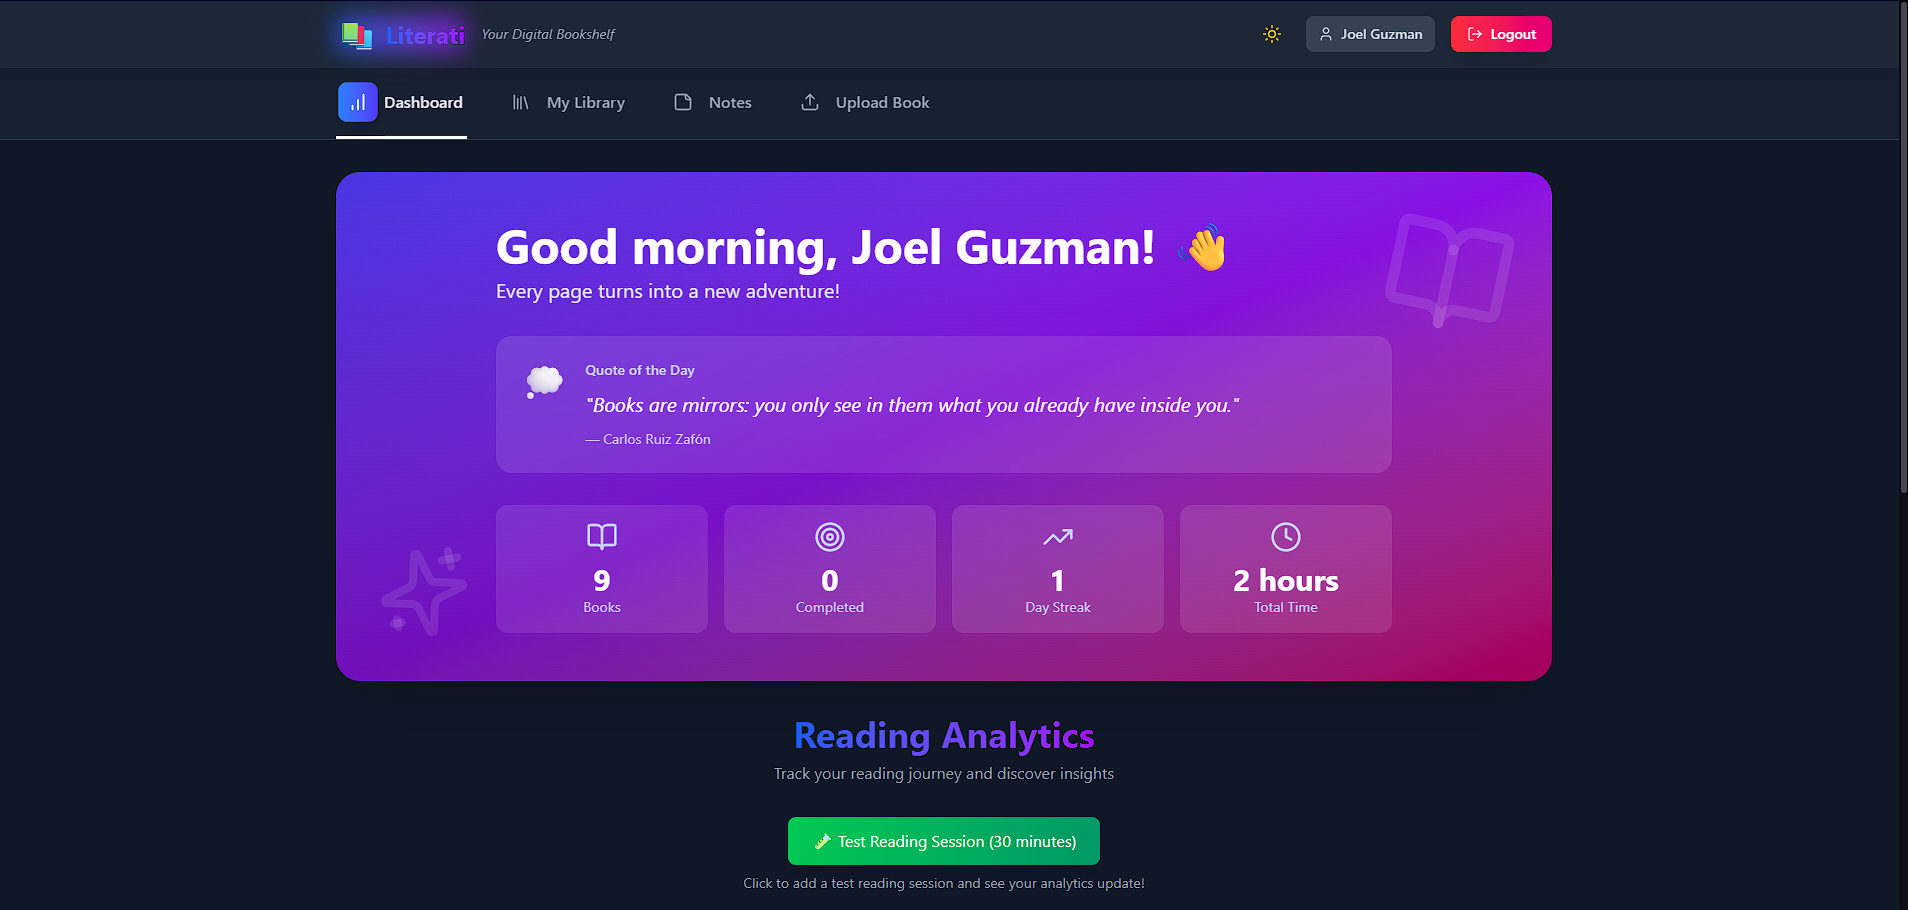 Literati
Your Digital Bookshelf
Joel Guzman
Logout
Dashboard
My Library
Notes
Upload Book
Good morning, Joel Guzman! 👋
Every page turns into a new adventure!
Quote of the Day
"Books are mirrors: you only see in them what you already have inside you."
— Carlos Ruiz Zafón
9
Books
0
Completed
1
Day Streak
2 hours
Total Time
Reading Analytics
Track your reading journey and discover insights
Test Reading Session (30 minutes)
Click to add a test reading session and see your analytics update!